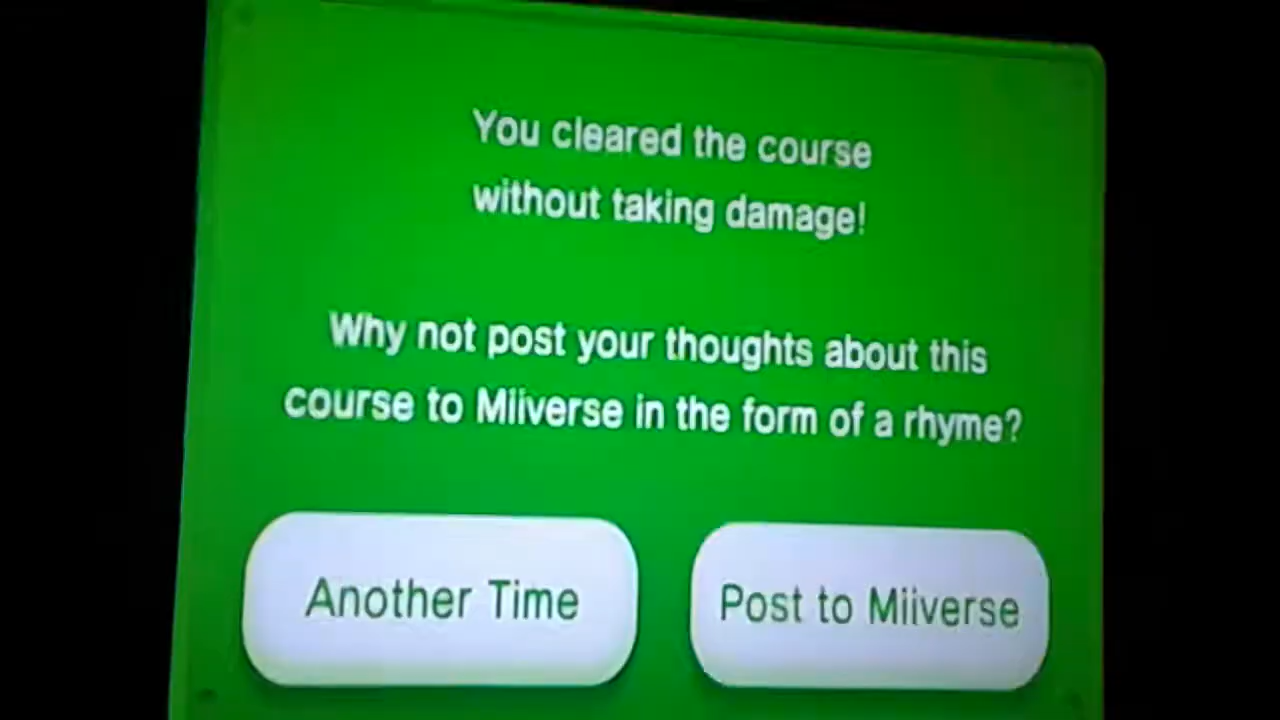 You cleared the course
without taking damage!
Why not post your thoughts about this
course to Miiverse in the form of a rhyme?
Another Time
Post to Miiverse